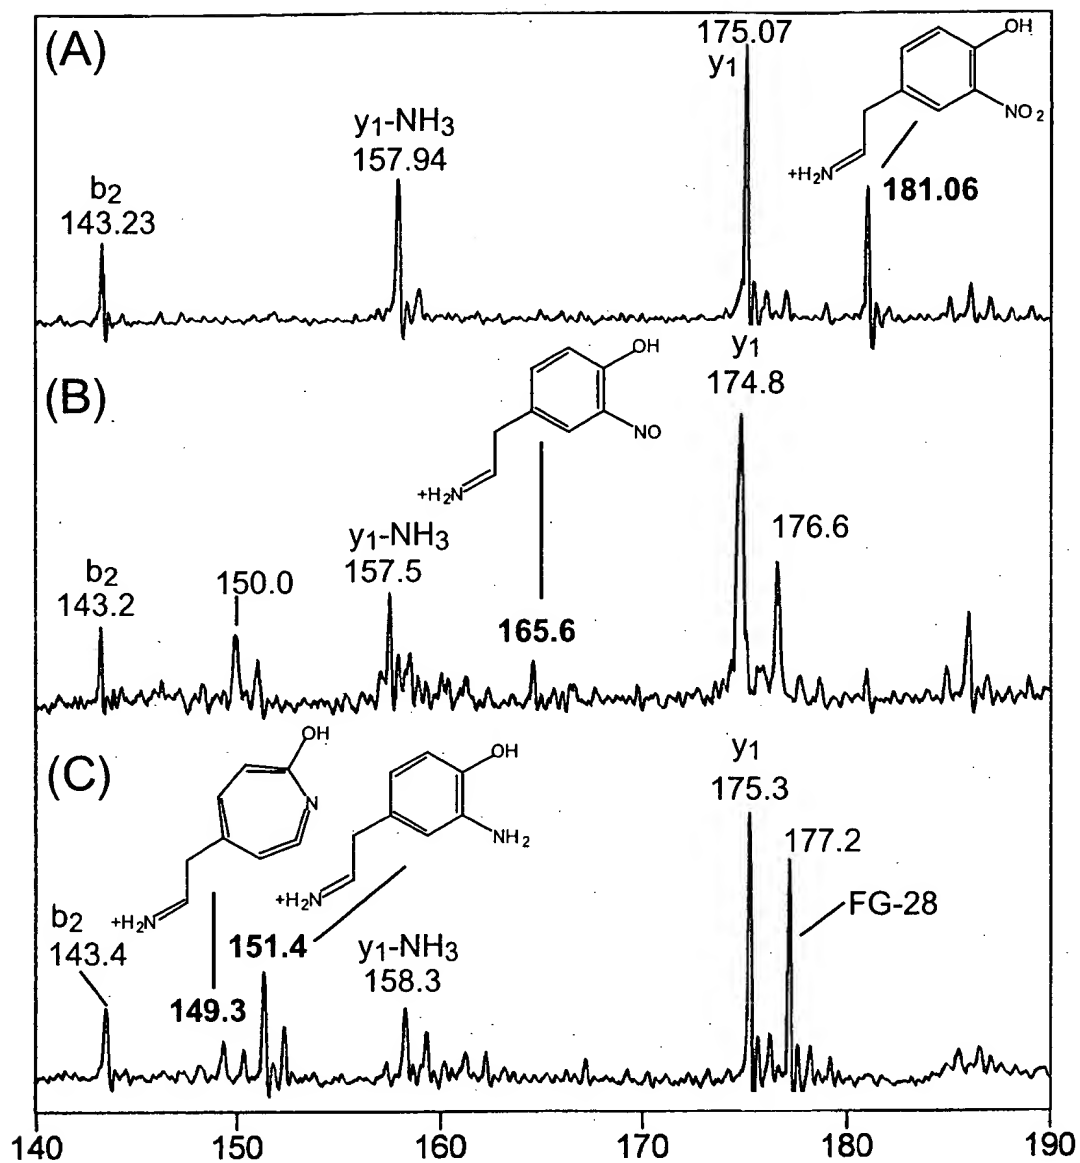 (A)
175.07
y1
OH
NO2
+H2N
181.06
y1-NH3
157.94
b2
143.23
(B)
OH
NO
+H2N
y1
174.8
176.6
y1-NH3
157.5
165.6
b2
143.2
150.0
(C)
OH
N
+H2N
OH
NH2
+H2N
y1
175.3
177.2
FG-28
b2
143.4
149.3
151.4
y1-NH3
158.3
140 150 160 170 180 190